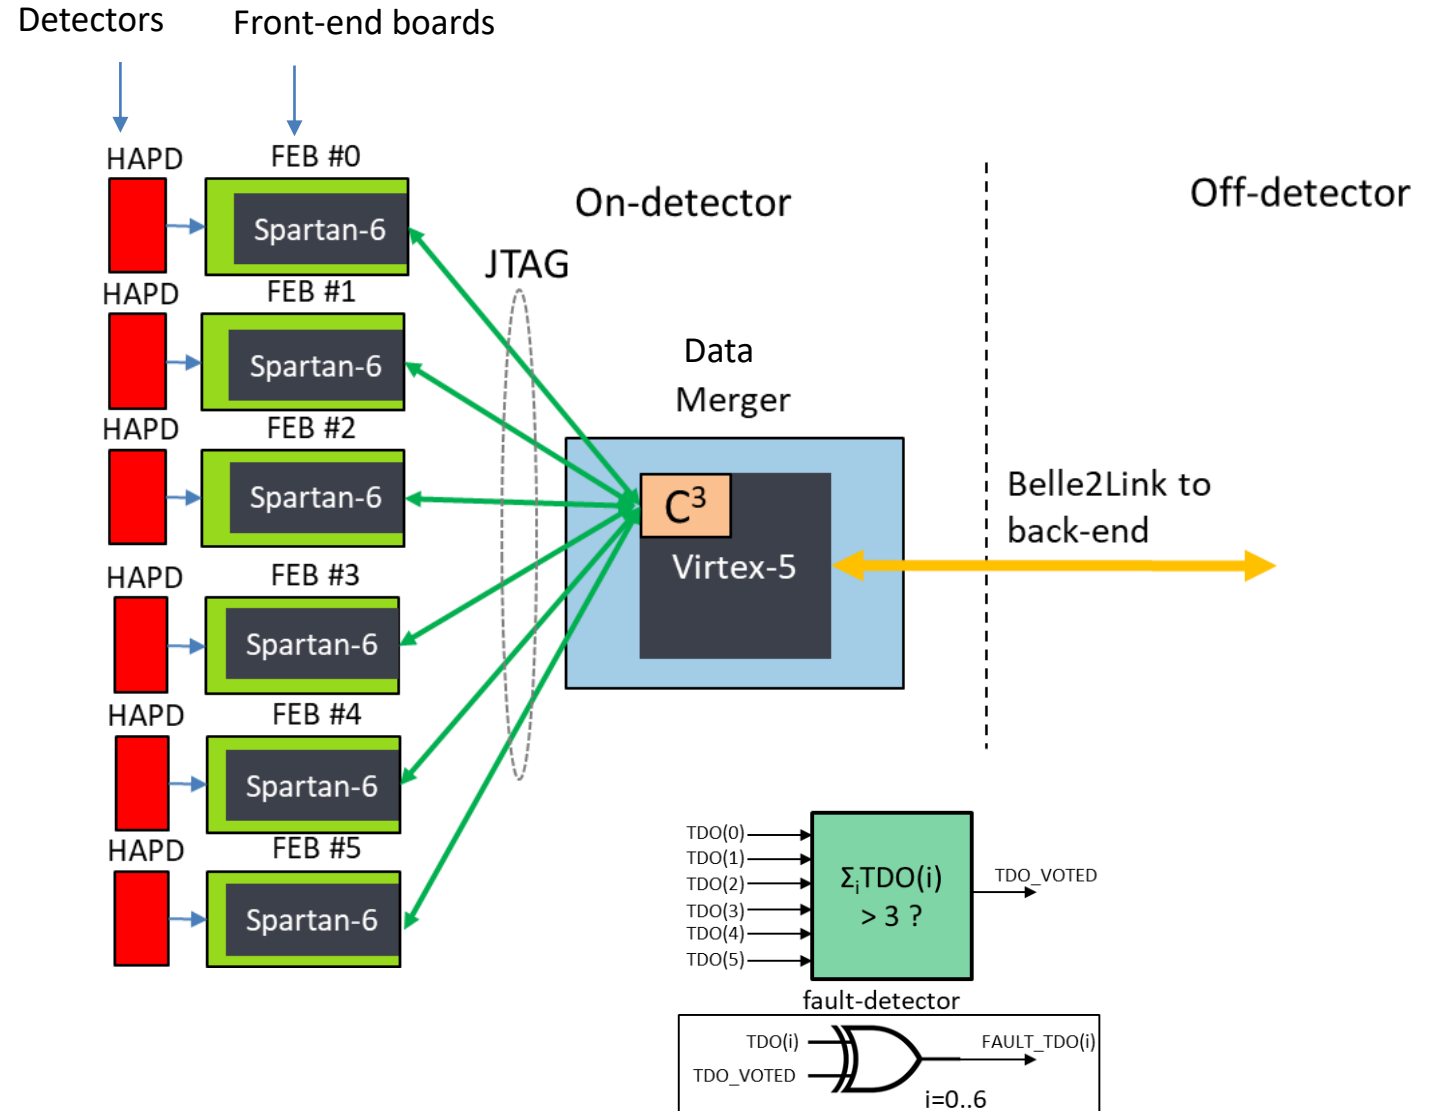 Detectors
Front-end boards
HAPD
FEB #0
Spartan-6
On-detector
Off-detector
JTAG
HAPD
FEB #1
Spartan-6
Data
Merger
HAPD
FEB #2
Spartan-6
C³
Virtex-5
Belle2Link to
back-end
HAPD
FEB #3
Spartan-6
HAPD
FEB #4
Spartan-6
HAPD
FEB #5
Spartan-6
TDO(0)
TDO(1)
TDO(2)
TDO(3)
TDO(4)
TDO(5)
ΣᵢTDO(i)
> 3 ?
TDO_VOTED
fault-detector
TDO(i)
TDO_VOTED
FAULT_TDO(i)
i=0..6